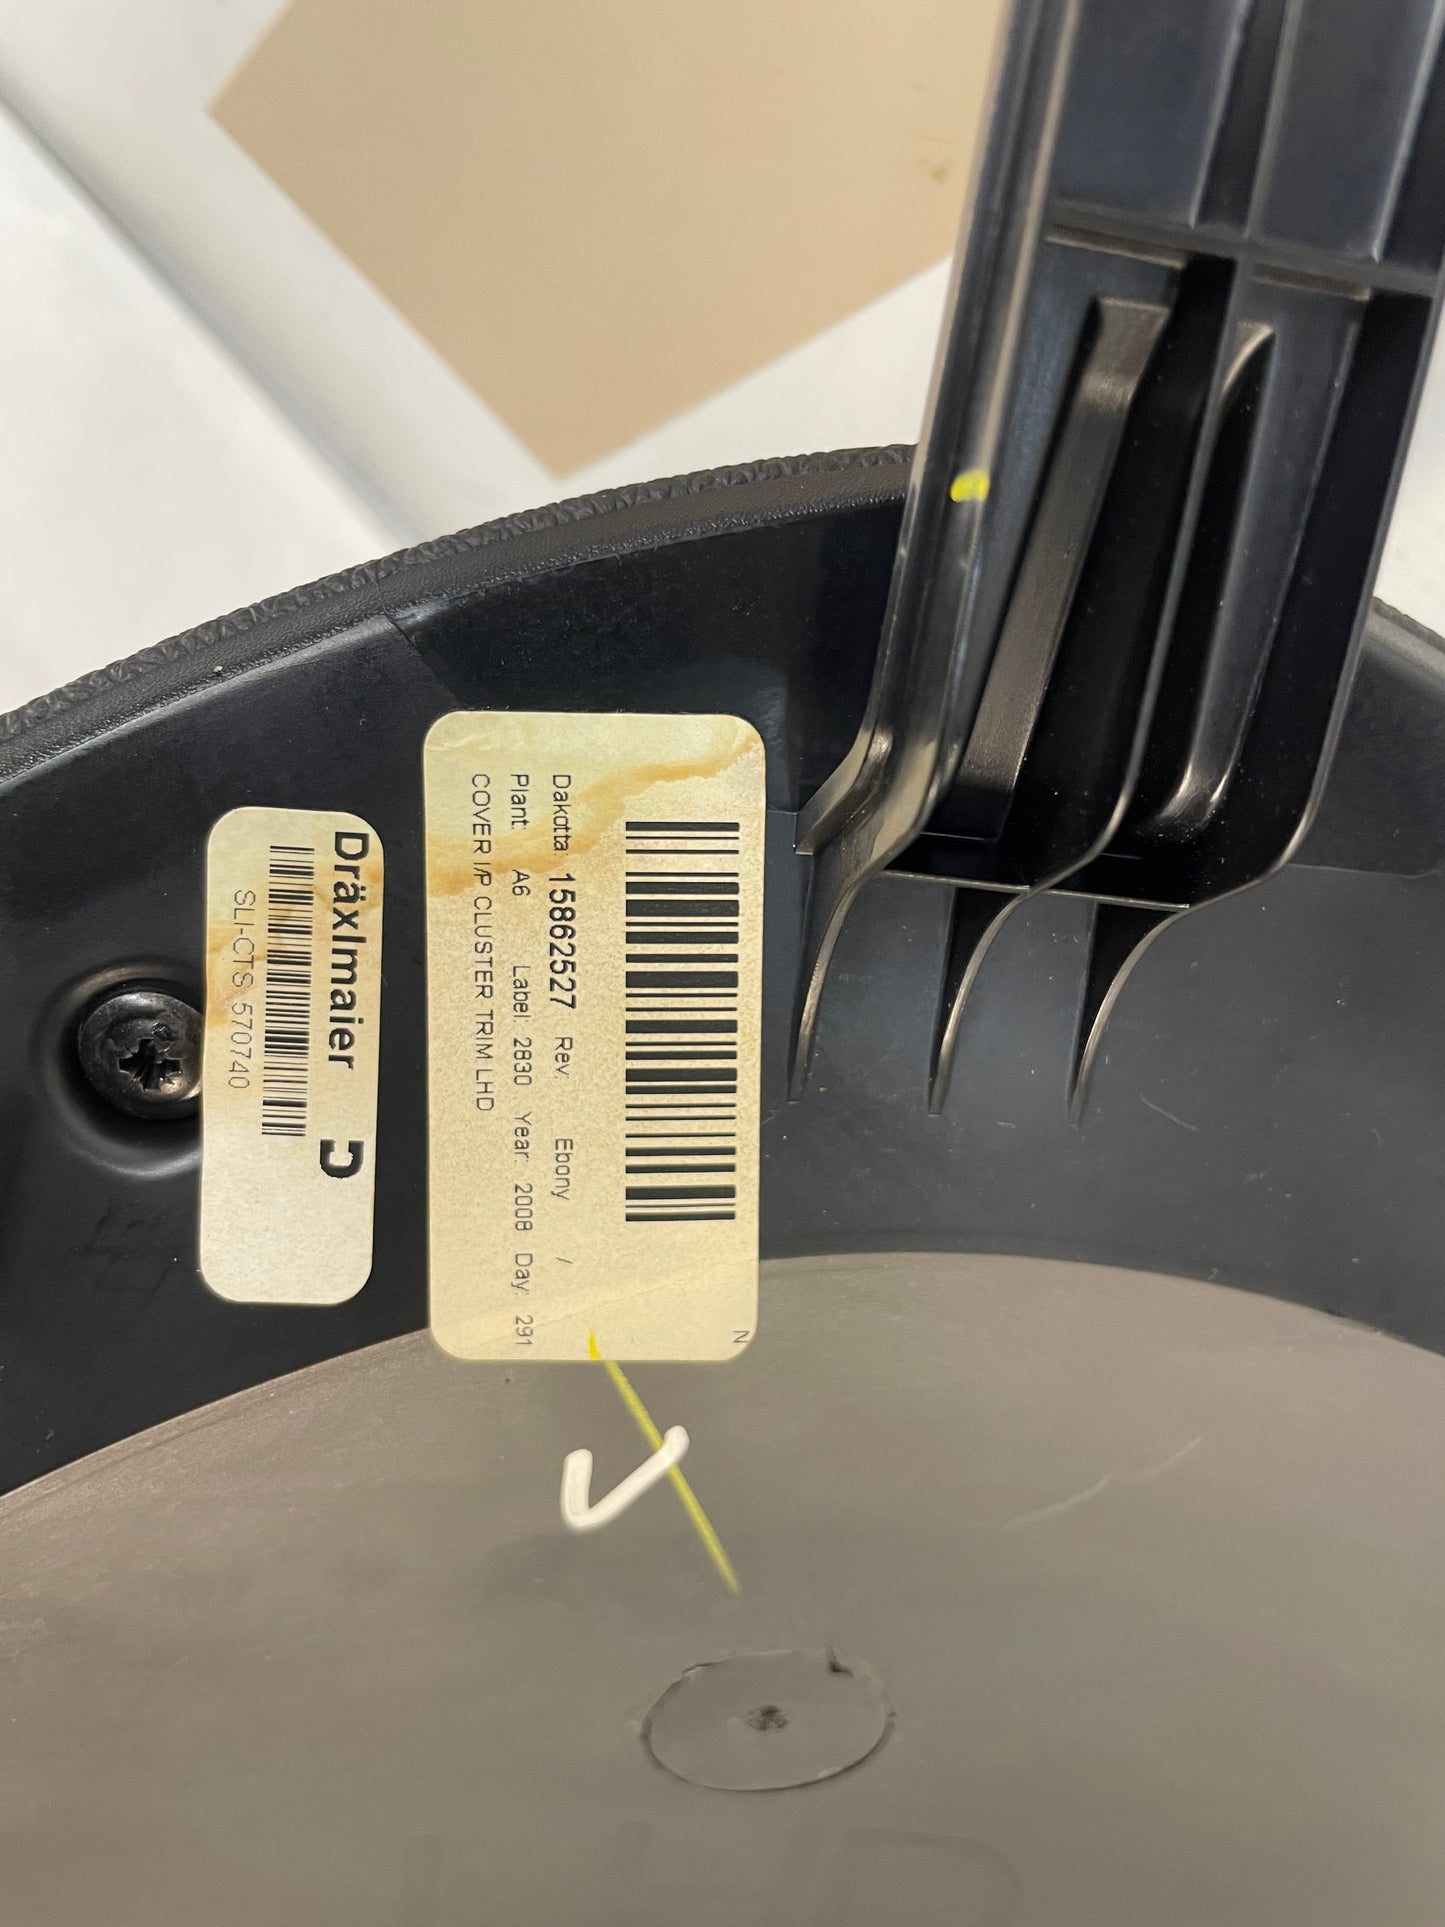 N
Dakotta: 15862527 Rev: Ebony /
Plant: A6 Label: 2830 Year: 2008 Day: 291
COVER I/P CLUSTER TRIM LHD
Dräxlmaier
SLI-CTS 570740